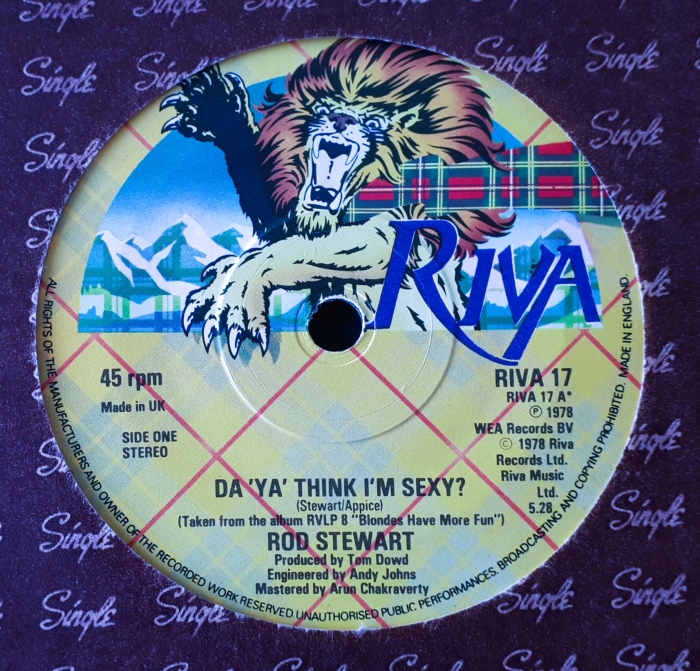 Single
RIVA
45 rpm
Made in UK
SIDE ONE
STEREO
RIVA 17
RIVA 17 A*
Ⓟ 1978
WEA Records BV
© 1978 Riva
Records Ltd.
Riva Music
Ltd.
5.28
DA 'YA' THINK I'M SEXY?
(Stewart/Appice)
(Taken from the album RVLP 8 "Blondes Have More Fun")
ROD STEWART
Produced by Tom Dowd
Engineered by Andy Johns
Mastered by Arun Chakraverty
ALL RIGHTS OF THE MANUFACTURERS AND OWNER OF THE RECORDED WORK RESERVED. UNAUTHORISED PUBLIC PERFORMANCES, BROADCASTING AND COPYING PROHIBITED. MADE IN ENGLAND.